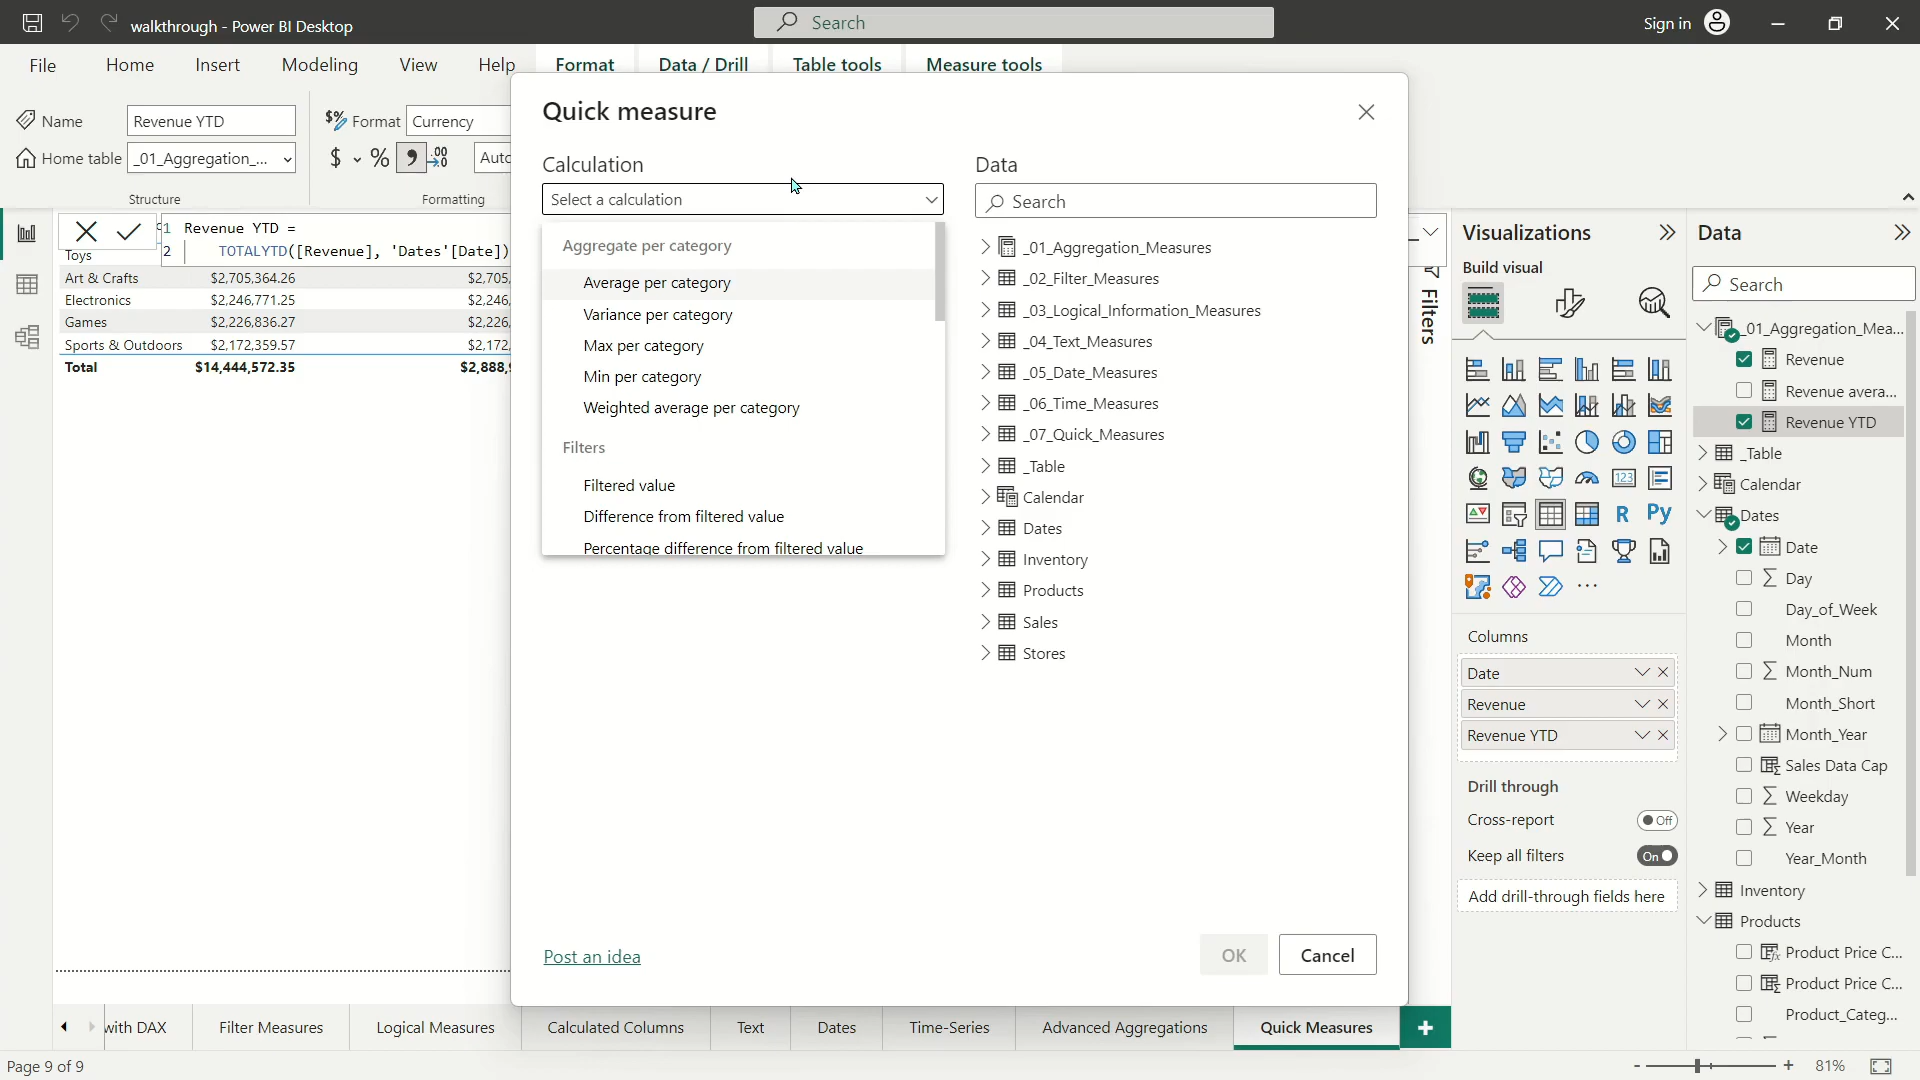 walkthrough - Power BI Desktop
Search
Sign in
File
Home
Insert
Modeling
View
Help
Format
Data / Drill
Table tools
Measure tools
Name
Revenue YTD
Format
Currency
Home table
_01_Aggregation_...
$
%
Structure
Formatting
1 Revenue YTD =
2 TOTALYTD([Revenue], 'Dates'[Date])
Toys
Art & Crafts $2,705,364.26 $2,705,
Electronics $2,246,771.25 $2,246,
Games $2,226,836.27 $2,226,
Sports & Outdoors $2,172,359.57 $2,172,
Total $14,444,572.35
Quick measure
Calculation
Select a calculation
Aggregate per category
Average per category
Variance per category
Max per category
Min per category
Weighted average per category
Filters
Filtered value
Difference from filtered value
Percentage difference from filtered value
Data
Search
_01_Aggregation_Measures
_02_Filter_Measures
_03_Logical_Information_Measures
_04_Text_Measures
_05_Date_Measures
_06_Time_Measures
_07_Quick_Measures
_Table
Calendar
Dates
Inventory
Products
Sales
Stores
Post an idea
OK
Cancel
Filters
Visualizations
Build visual
123
R
Py
Columns
Date
Revenue
Revenue YTD
Drill through
Cross-report
Off
Keep all filters
On
Add drill-through fields here
Data
Search
_01_Aggregation_Mea...
Revenue
Revenue avera...
Revenue YTD
_Table
Calendar
Dates
Date
Day
Day_of_Week
Month
Month_Num
Month_Short
Month_Year
Sales Data Cap
Weekday
Year
Year_Month
Inventory
Products
Product Price C...
Product Price C...
Product_Categ...
with DAX
Filter Measures
Logical Measures
Calculated Columns
Text
Dates
Time-Series
Advanced Aggregations
Quick Measures
Page 9 of 9
81%